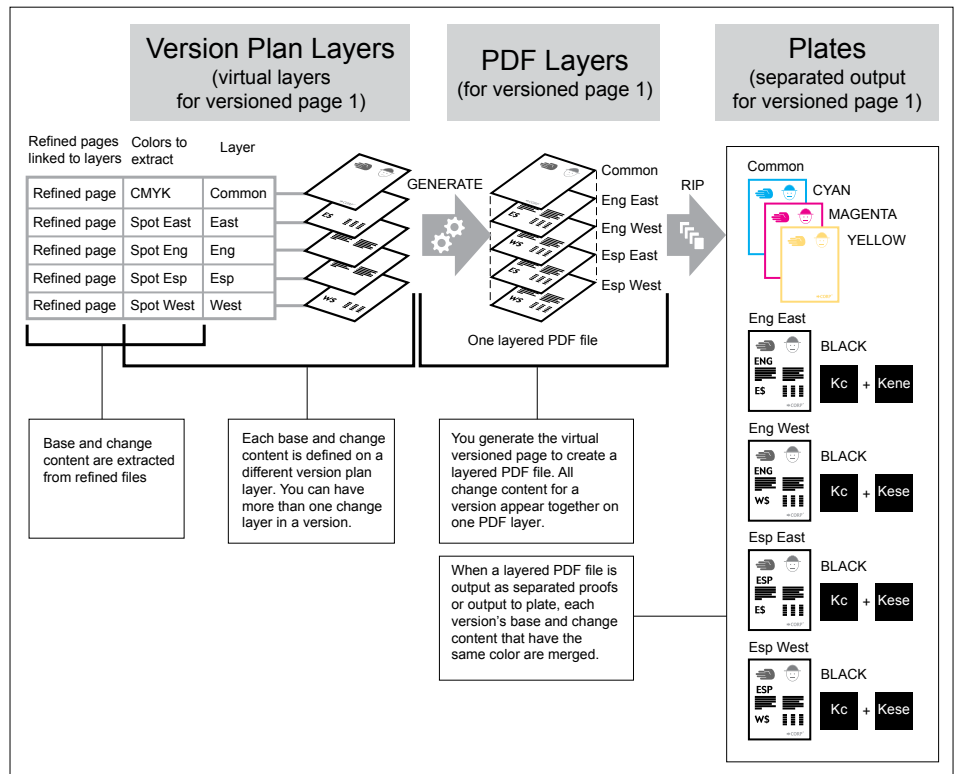 Version Plan Layers
(virtual layers
for versioned page 1)
PDF Layers
(for versioned page 1)
Plates
(separated output
for versioned page 1)
Refined pages
linked to layers
Colors to
extract
Layer
Refined page CMYK Common
Refined page Spot East East
Refined page Spot Eng Eng
Refined page Spot Esp Esp
Refined page Spot West West
E$
W$
GENERATE
E$
W$
E$
W$
Common
Eng East
Eng West
Esp East
Esp West
One layered PDF file
RIP
Common
CYAN
MAGENTA
YELLOW
Eng East
BLACK
ENG
E$
Kc + Kene
Eng West
BLACK
ENG
W$
Kc + Kese
Esp East
BLACK
ESP
E$
Kc + Kese
Esp West
BLACK
ESP
W$
Kc + Kese
Base and change
content are extracted
from refined files
Each base and change
content is defined on a
different version plan
layer. You can have
more than one change
layer in a version.
You generate the virtual
versioned page to create a
layered PDF file. All
change content for a
version appear together on
one PDF layer.
When a layered PDF file is
output as separated proofs
or output to plate, each
version's base and change
content that have the
same color are merged.